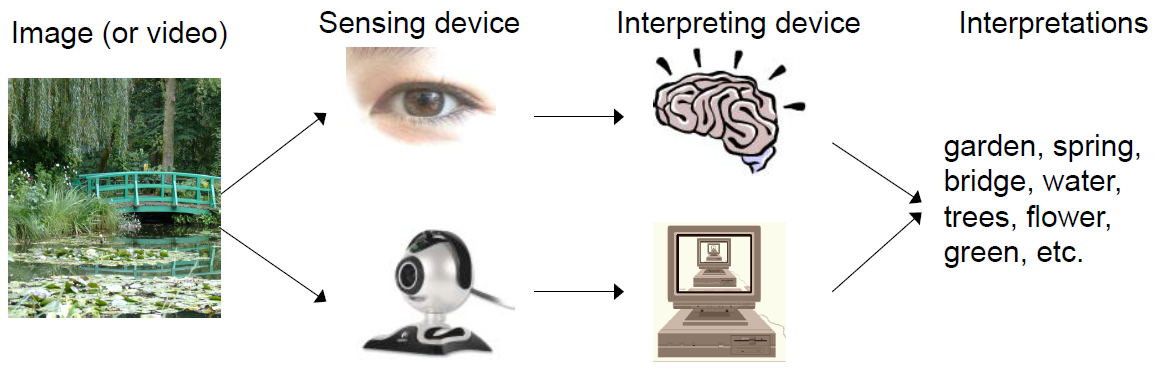 Image (or video)
Sensing device
Interpreting device
Interpretations
garden, spring,
bridge, water,
trees, flower,
green, etc.